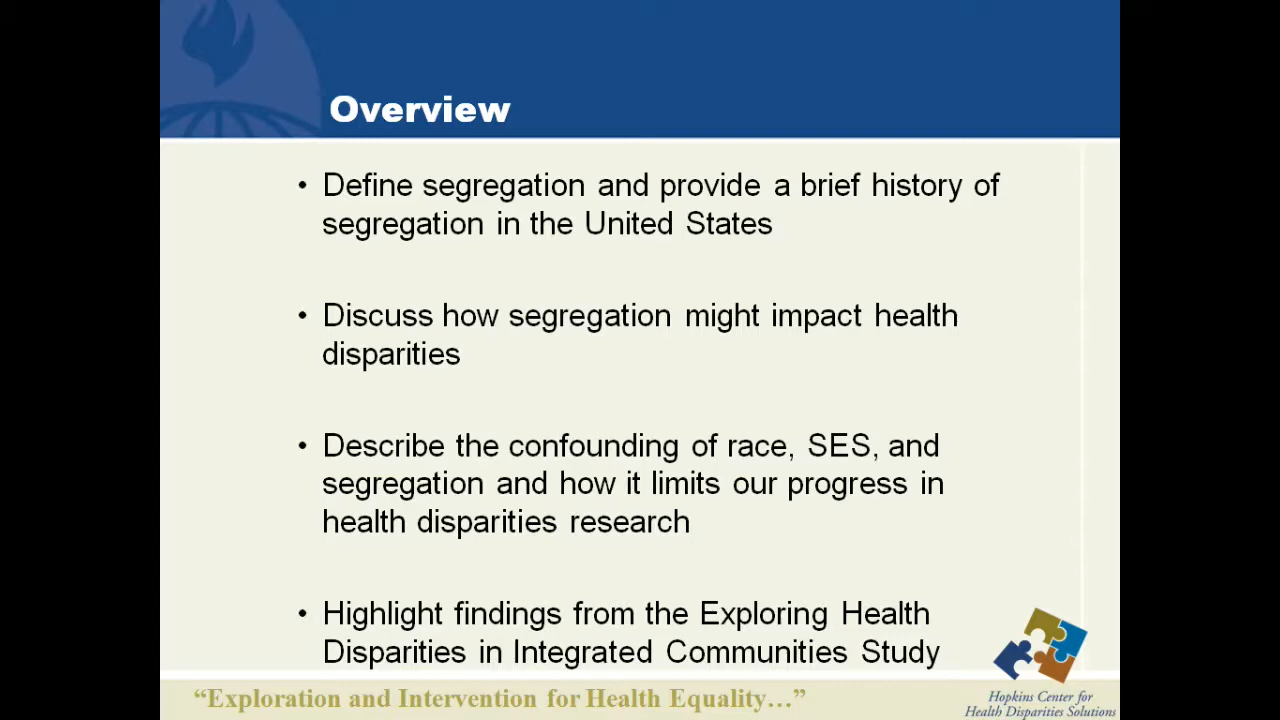 Overview
• Define segregation and provide a brief history of
segregation in the United States
• Discuss how segregation might impact health
disparities
• Describe the confounding of race, SES, and
segregation and how it limits our progress in
health disparities research
• Highlight findings from the Exploring Health
Disparities in Integrated Communities Study
“Exploration and Intervention for Health Equality…”
Hopkins Center for
Health Disparities Solutions